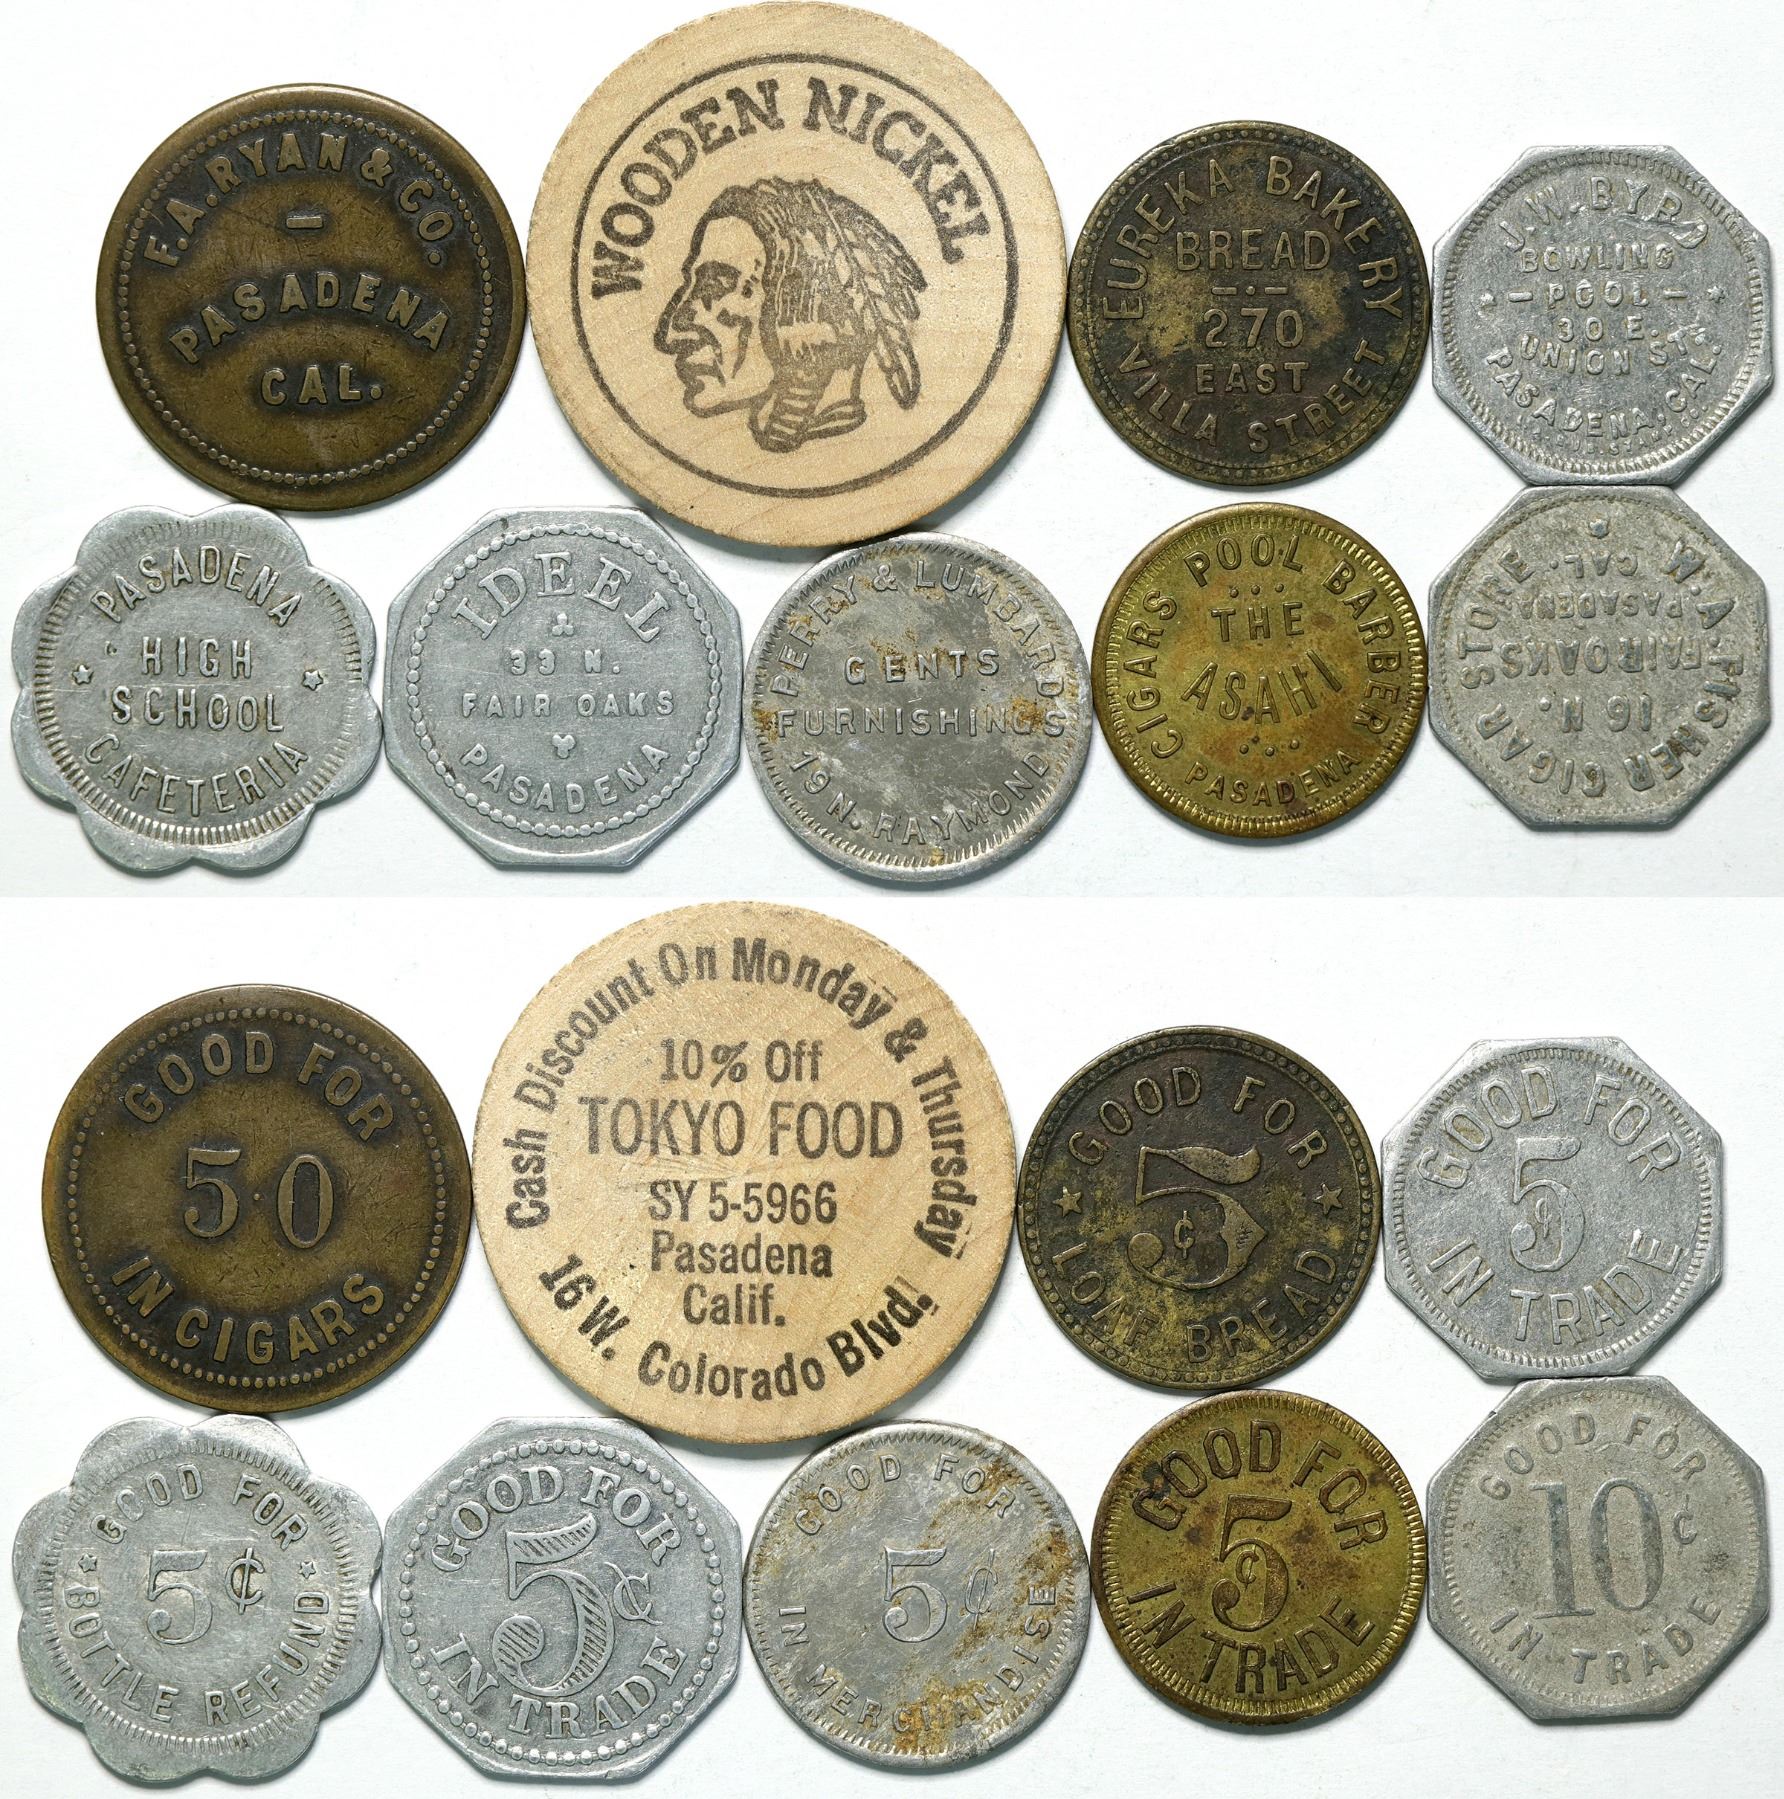 F.A. RYAN & CO.
PASADENA
CAL.
WOODEN NICKEL
EUREKA BAKERY
BREAD
270
EAST
VILLA STREET
J.W. BYRD
BOWLING
- POOL -
30 E.
UNION ST.
PASADENA, CAL.
PASADENA
HIGH
SCHOOL
CAFETERIA
IDEEL
33 N.
FAIR OAKS
PASADENA
PERRY & LUMBARD
GENTS
FURNISHINGS
19 N. RAYMOND
CIGARS POOL BARBER
THE
ASAHI
PASADENA
W.A. FISHER CIGAR STORE
16 N.
FAIR OAKS
PASADENA
CAL.
GOOD FOR
5.0
IN CIGARS
Cash Discount On Monday & Thursday
10% Off
TOKYO FOOD
SY 5-5966
Pasadena
Calif.
16 W. Colorado Blvd.
GOOD FOR
5¢
LOAF BREAD
GOOD FOR
5¢
IN TRADE
GOOD FOR
5¢
BOTTLE REFUND
GOOD FOR
5¢
IN TRADE
GOOD FOR
5¢
IN MERCHANDISE
GOOD FOR
5¢
IN TRADE
GOOD FOR
10¢
IN TRADE